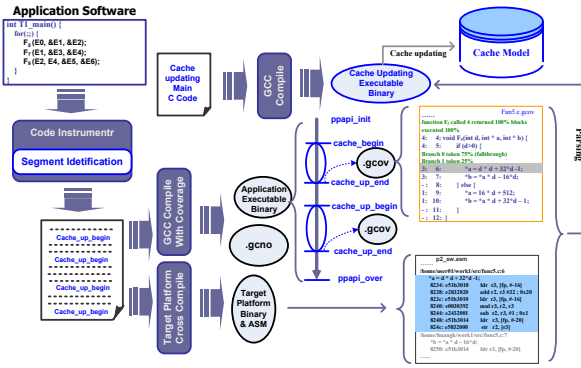 Application Software
int T1_main() {
for(;;) {
F₆(E0, &E1, &E2);
F₇(E1, &E3, &E4);
F₈(E2, E4, &E5, &E6);
}
}
Code Instrumentr
Segment Idetification
Cache_up_begin
Cache_up_begin
Cache_up_begin
Cache_up_begin
Cache
updating
Main
C Code
GCC
Compile
Cache Updating
Executable
Binary
Cache updating
Cache Model
GCC Compile
With Coverage
Target Platform
Cross Compile
Application
Executable
Binary
.gcno
Target
Platform
Binary
& ASM
ppapi_init
cache_begin
.gcov
cache_up_end
cache_up_begin
.gcov
cache_up_end
ppapi_over
Fun5.c.gcov
......
function F₅ called 4 returned 100% blocks
executed 100%
4: 4: void F₅(int d, int * a, int * b) {
4: 5: if (d>0) {
Branch 0 taken 75% (fallthrough)
Branch 1 taken 25%
3: 6: *a = d * d + 32*d -1;
3: 7: *b = *a * d – 16*d;
- : 8: } else {
1: 9: *a = 16 * d + 512;
1: 10: *b = *a * d + 32*d – 1;
- : 11: }
- : 12: }
Parsing
p2_sw.asm
......
/home/user01/work1/src/func5.c:6
*a = d * d + 32*d -1;
8234: e51b3010 ldr r3, [fp, #-16]
8238: e2832020 add r2, r3 #32 ; 0x20
823c: e51b3010 ldr r3, [fp, #-16]
8240: e0030392 mul r3, r2, r3
8244: e2432001 sub r2, r3, #1 ; 0x1
8248: e51b3014 ldr r3, [fp, #-20]
824c: e5832000 str r2, [r3]
/home/huangk/work1/src/func5.c:7
*b = *a * d – 16*d;
8250: e51b3014 ldr r3, [fp, #-20]
......